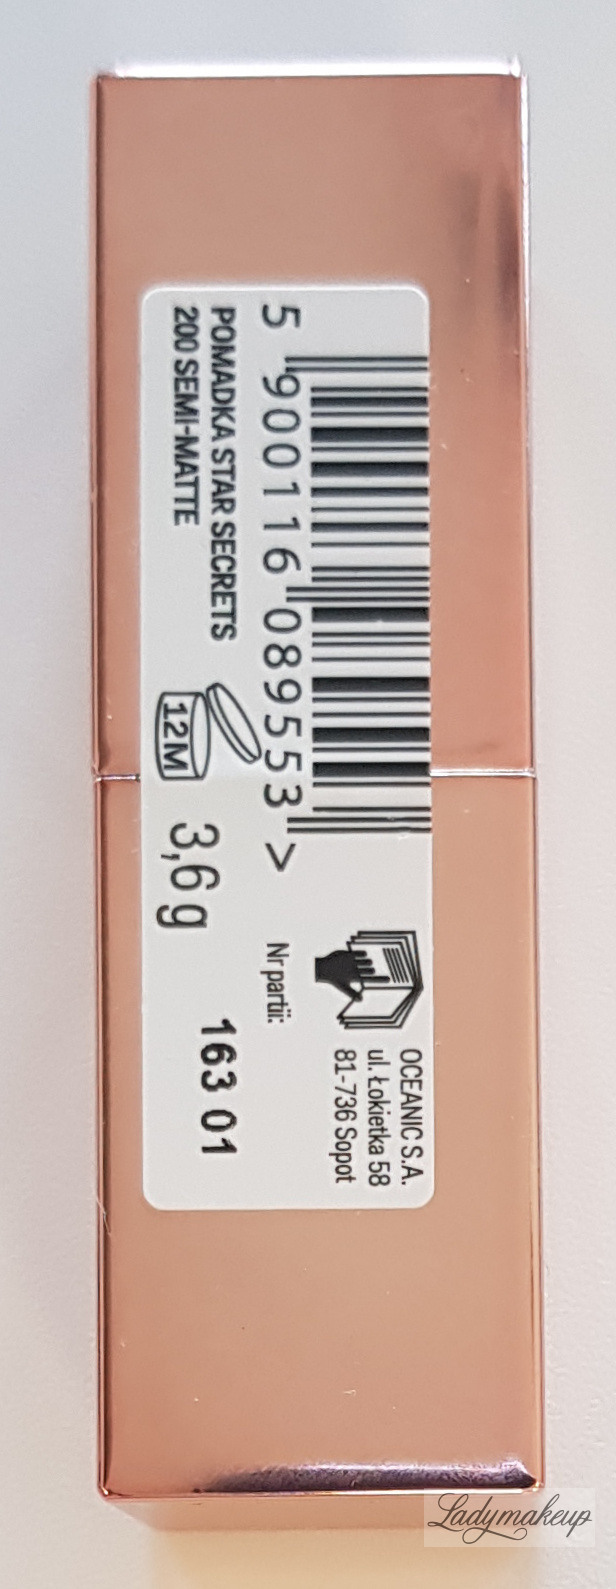 OCEANIC S.A.
ul. Łokietka 58
81-736 Sopot
5 900116 089553 >
Nr partii:
POMADKA STAR SECRETS
200 SEMI-MATTE
12M
3,6 g
163 01
Ladymakeup